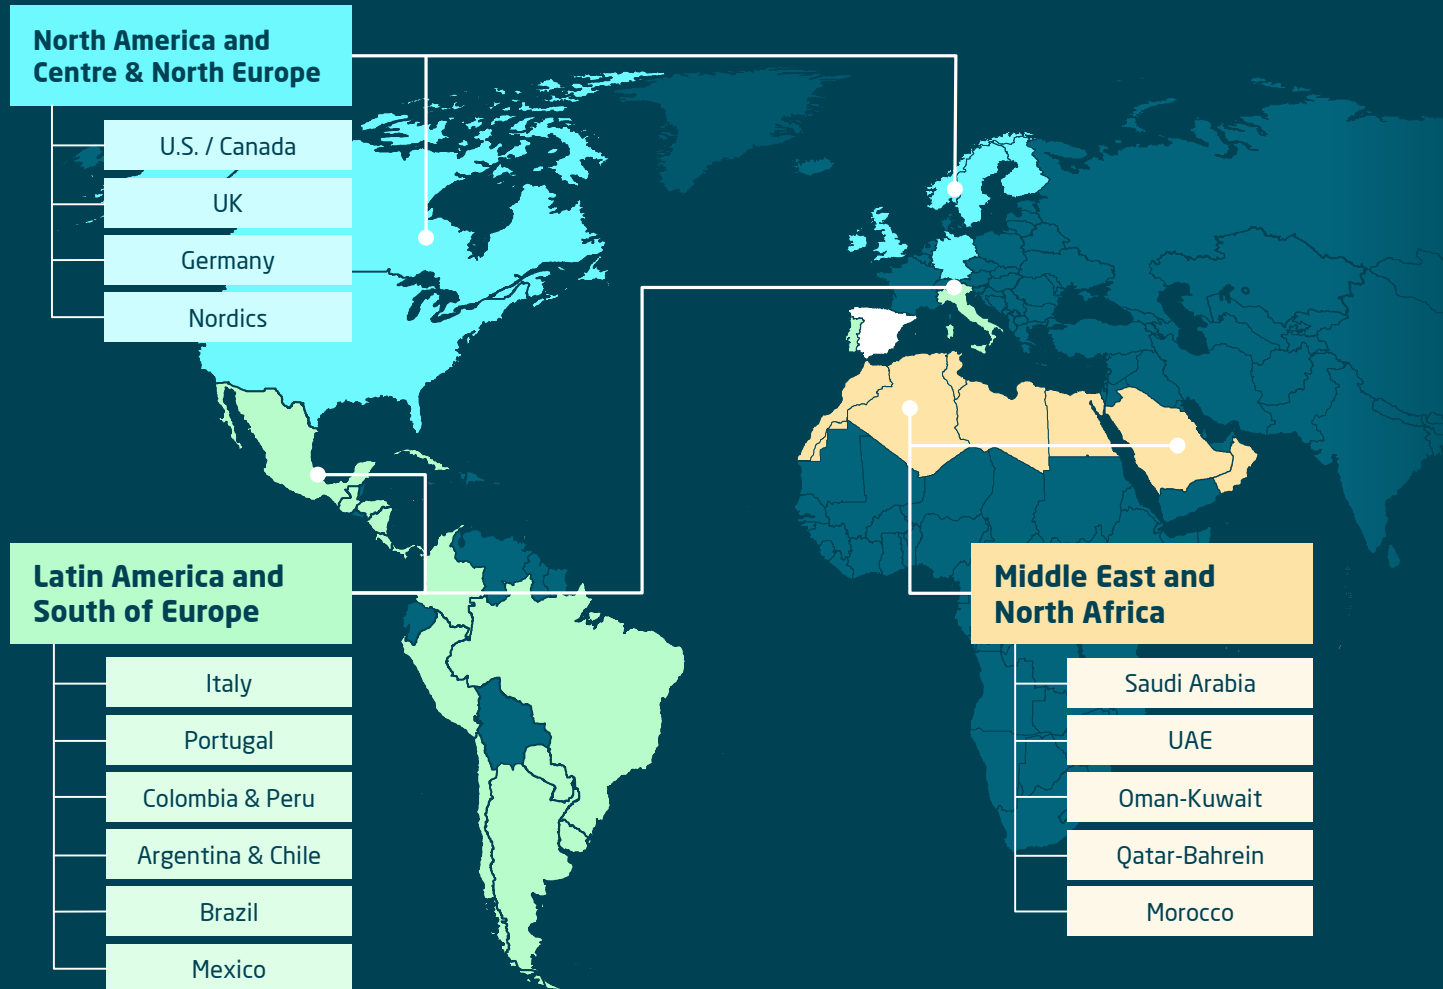 North America and
Centre & North Europe
U.S. / Canada
UK
Germany
Nordics
Latin America and
South of Europe
Italy
Portugal
Colombia & Peru
Argentina & Chile
Brazil
Mexico
Middle East and
North Africa
Saudi Arabia
UAE
Oman-Kuwait
Qatar-Bahrein
Morocco